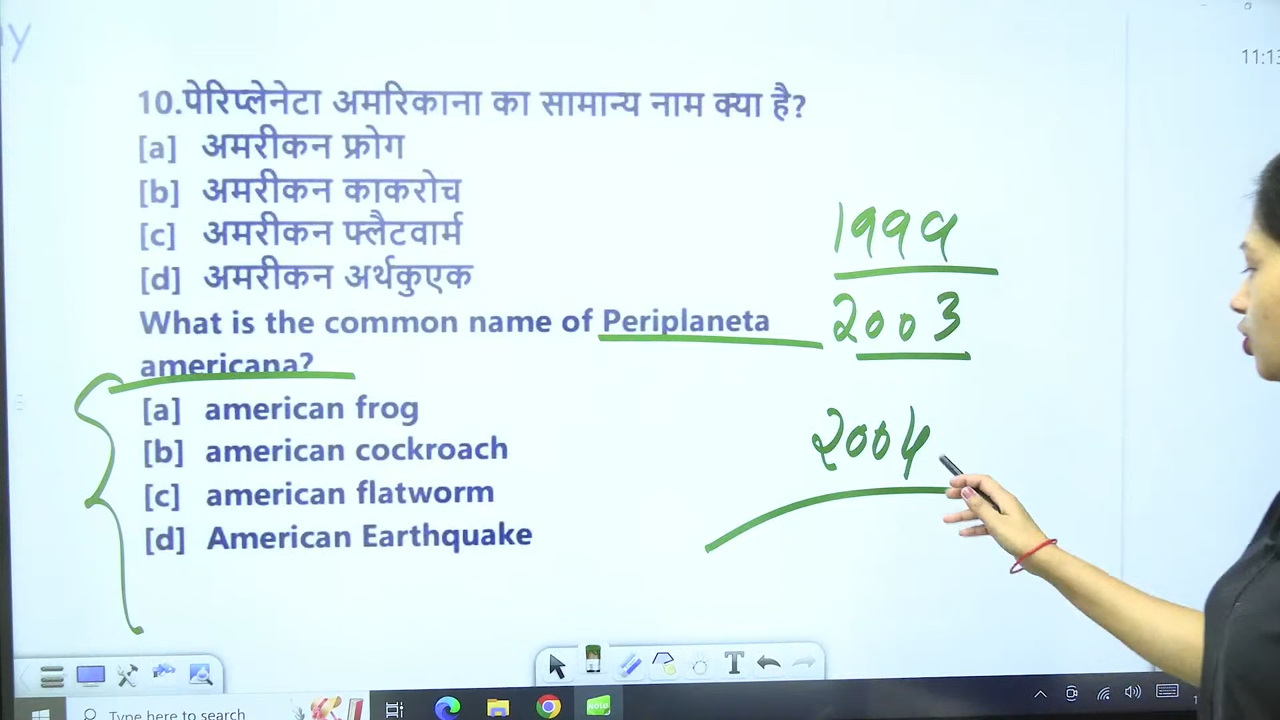 ay
11:13
10.पेरिप्लेनेटा अमरिकाना का सामान्य नाम क्या है?
[a] अमरीकन फ्रोग
[b] अमरीकन काकरोच
[c] अमरीकन फ्लैटवार्म
[d] अमरीकन अर्थकुएक
What is the common name of Periplaneta
americana?
[a] american frog
[b] american cockroach
[c] american flatworm
[d] American Earthquake
1999
2003
2004
T
Type here to search